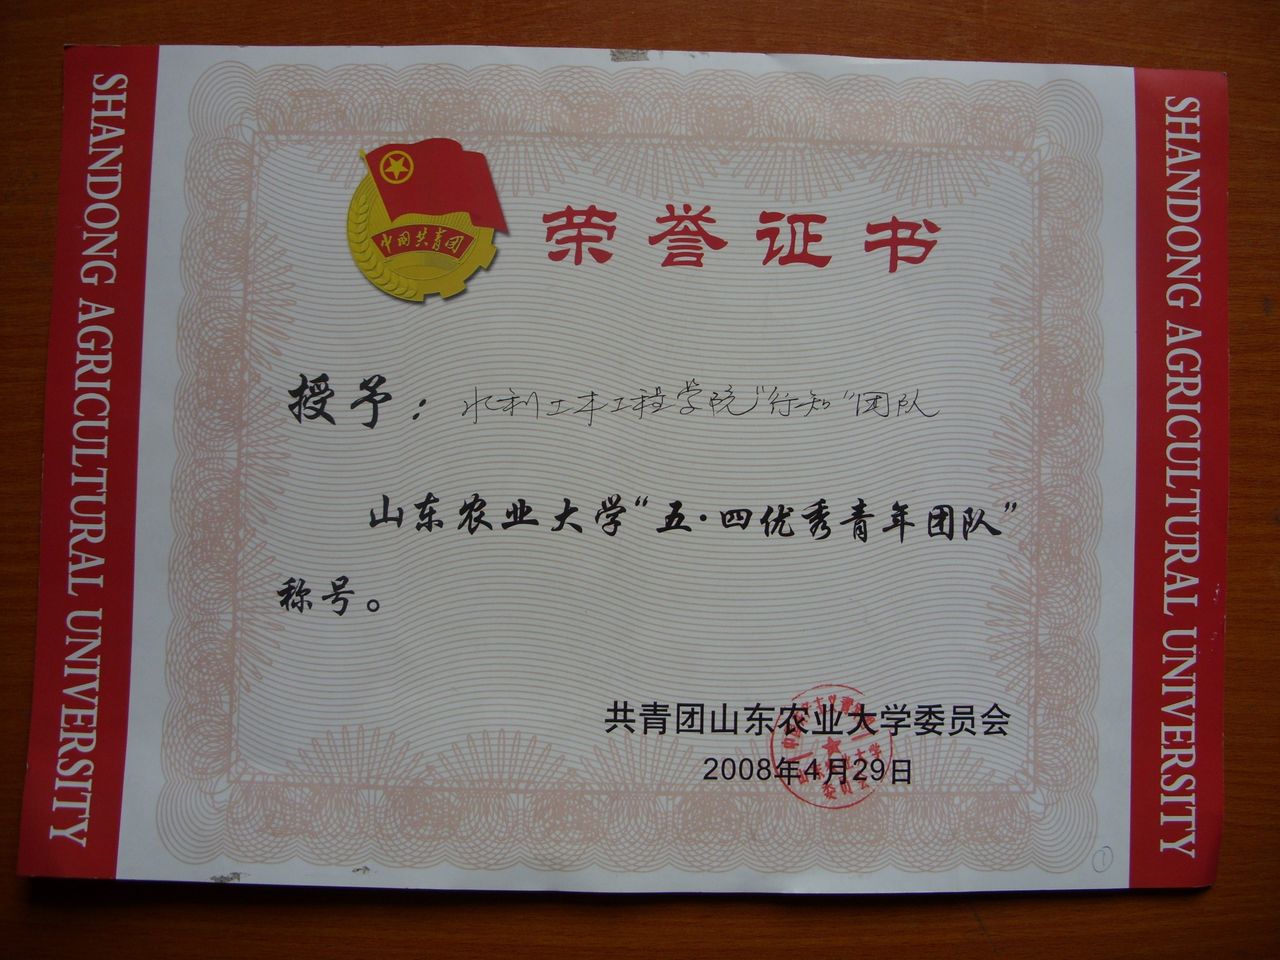 SHANDONG AGRICULTURAL UNIVERSITY
中国共青团
荣誉证书
授予：水利土木工程学院“行知”团队
山东农业大学“五·四优秀青年团队”
称号。
共青团山东农业大学委员会
2008年4月29日
1
SHANDONG AGRICULTURAL UNIVERSITY